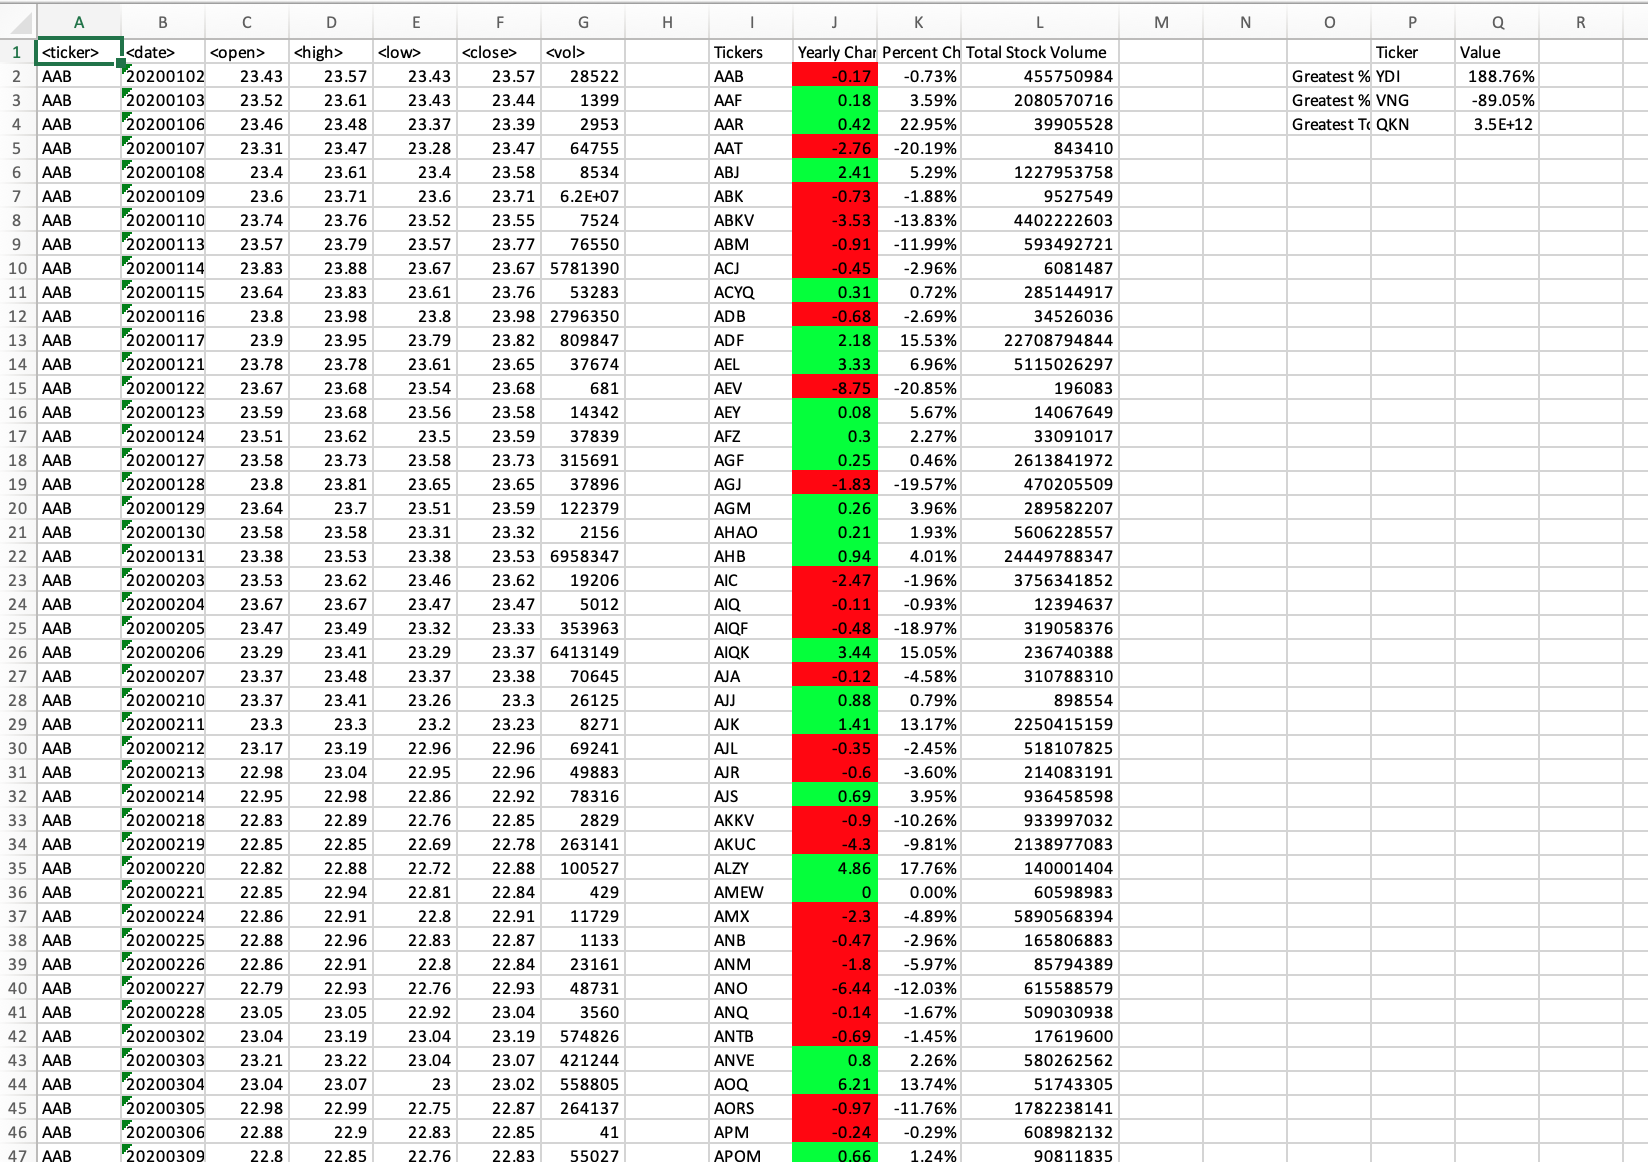 A B C D E F G H I J K L M N O P Q R
1 <ticker> <date> <open> <high> <low> <close> <vol> Tickers Yearly Char Percent Ch Total Stock Volume Ticker Value
2 AAB 20200102 23.43 23.57 23.43 23.57 28522 AAB -0.17 -0.73% 455750984 Greatest % YDI 188.76%
3 AAB 20200103 23.52 23.61 23.43 23.44 1399 AAF 0.18 3.59% 2080570716 Greatest % VNG -89.05%
4 AAB 20200106 23.46 23.48 23.37 23.39 2953 AAR 0.42 22.95% 39905528 Greatest To QKN 3.5E+12
5 AAB 20200107 23.31 23.47 23.28 23.47 64755 AAT -2.76 -20.19% 843410
6 AAB 20200108 23.4 23.61 23.4 23.58 8534 ABJ 2.41 5.29% 1227953758
7 AAB 20200109 23.6 23.71 23.6 23.71 6.2E+07 ABK -0.73 -1.88% 9527549
8 AAB 20200110 23.74 23.76 23.52 23.55 7524 ABKV -3.53 -13.83% 4402222603
9 AAB 20200113 23.57 23.79 23.57 23.77 76550 ABM -0.91 -11.99% 593492721
10 AAB 20200114 23.83 23.88 23.67 23.67 5781390 ACJ -0.45 -2.96% 6081487
11 AAB 20200115 23.64 23.83 23.61 23.76 53283 ACYQ 0.31 0.72% 285144917
12 AAB 20200116 23.8 23.98 23.8 23.98 2796350 ADB -0.68 -2.69% 34526036
13 AAB 20200117 23.9 23.95 23.79 23.82 809847 ADF 2.18 15.53% 22708794844
14 AAB 20200121 23.78 23.78 23.61 23.65 37674 AEL 3.33 6.96% 5115026297
15 AAB 20200122 23.67 23.68 23.54 23.68 681 AEV -8.75 -20.85% 196083
16 AAB 20200123 23.59 23.68 23.56 23.58 14342 AEY 0.08 5.67% 14067649
17 AAB 20200124 23.51 23.62 23.5 23.59 37839 AFZ 0.3 2.27% 33091017
18 AAB 20200127 23.58 23.73 23.58 23.73 315691 AGF 0.25 0.46% 2613841972
19 AAB 20200128 23.8 23.81 23.65 23.65 37896 AGJ -1.83 -19.57% 470205509
20 AAB 20200129 23.64 23.7 23.51 23.59 122379 AGM 0.26 3.96% 289582207
21 AAB 20200130 23.58 23.58 23.31 23.32 2156 AHAO 0.21 1.93% 5606228557
22 AAB 20200131 23.38 23.53 23.38 23.53 6958347 AHB 0.94 4.01% 24449788347
23 AAB 20200203 23.53 23.62 23.46 23.62 19206 AIC -2.47 -1.96% 3756341852
24 AAB 20200204 23.67 23.67 23.47 23.47 5012 AIQ -0.11 -0.93% 12394637
25 AAB 20200205 23.47 23.49 23.32 23.33 353963 AIQF -0.48 -18.97% 319058376
26 AAB 20200206 23.29 23.41 23.29 23.37 6413149 AIQK 3.44 15.05% 236740388
27 AAB 20200207 23.37 23.48 23.37 23.38 70645 AJA -0.12 -4.58% 310788310
28 AAB 20200210 23.37 23.41 23.26 23.3 26125 AJJ 0.88 0.79% 898554
29 AAB 20200211 23.3 23.3 23.2 23.23 8271 AJK 1.41 13.17% 2250415159
30 AAB 20200212 23.17 23.19 22.96 22.96 69241 AJL -0.35 -2.45% 518107825
31 AAB 20200213 22.98 23.04 22.95 22.96 49883 AJR -0.6 -3.60% 214083191
32 AAB 20200214 22.95 22.98 22.86 22.92 78316 AJS 0.69 3.95% 936458598
33 AAB 20200218 22.83 22.89 22.76 22.85 2829 AKKV -0.9 -10.26% 933997032
34 AAB 20200219 22.85 22.85 22.69 22.78 263141 AKUC -4.3 -9.81% 2138977083
35 AAB 20200220 22.82 22.88 22.72 22.88 100527 ALZY 4.86 17.76% 140001404
36 AAB 20200221 22.85 22.94 22.81 22.84 429 AMEW 0 0.00% 60598983
37 AAB 20200224 22.86 22.91 22.8 22.91 11729 AMX -2.3 -4.89% 5890568394
38 AAB 20200225 22.88 22.96 22.83 22.87 1133 ANB -0.47 -2.96% 165806883
39 AAB 20200226 22.86 22.91 22.8 22.84 23161 ANM -1.8 -5.97% 85794389
40 AAB 20200227 22.79 22.93 22.76 22.93 48731 ANO -6.44 -12.03% 615588579
41 AAB 20200228 23.05 23.05 22.92 23.04 3560 ANQ -0.14 -1.67% 509030938
42 AAB 20200302 23.04 23.19 23.04 23.19 574826 ANTB -0.69 -1.45% 17619600
43 AAB 20200303 23.21 23.22 23.04 23.07 421244 ANVE 0.8 2.26% 580262562
44 AAB 20200304 23.04 23.07 23 23.02 558805 AOQ 6.21 13.74% 51743305
45 AAB 20200305 22.98 22.99 22.75 22.87 264137 AORS -0.97 -11.76% 1782238141
46 AAB 20200306 22.88 22.9 22.83 22.85 41 APM -0.24 -0.29% 608982132
47 AAB 20200309 22.8 22.85 22.76 22.83 55027 APOM 0.66 1.24% 90811835